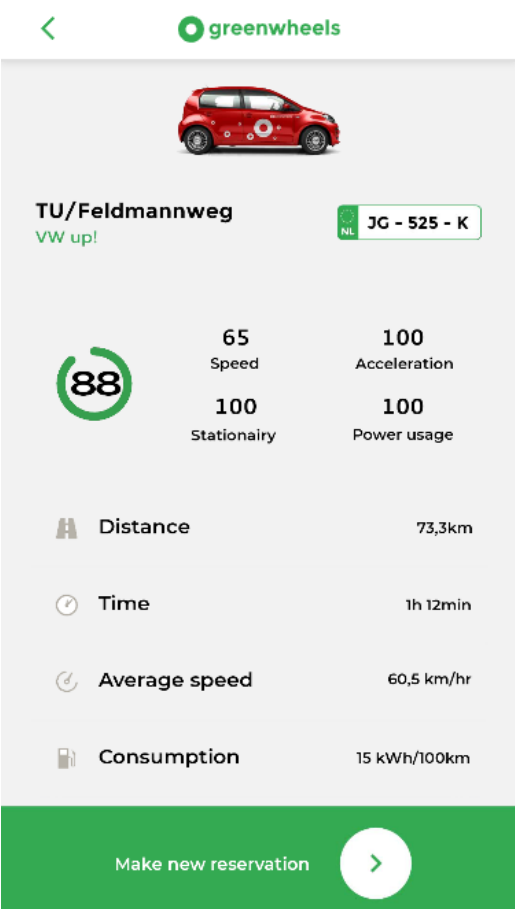 greenwheels
TU/Feldmannweg
VW up!
NL
JG - 525 - K
88
65
Speed
100
Acceleration
100
Stationairy
100
Power usage
Distance
73,3km
Time
1h 12min
Average speed
60,5 km/hr
Consumption
15 kWh/100km
Make new reservation